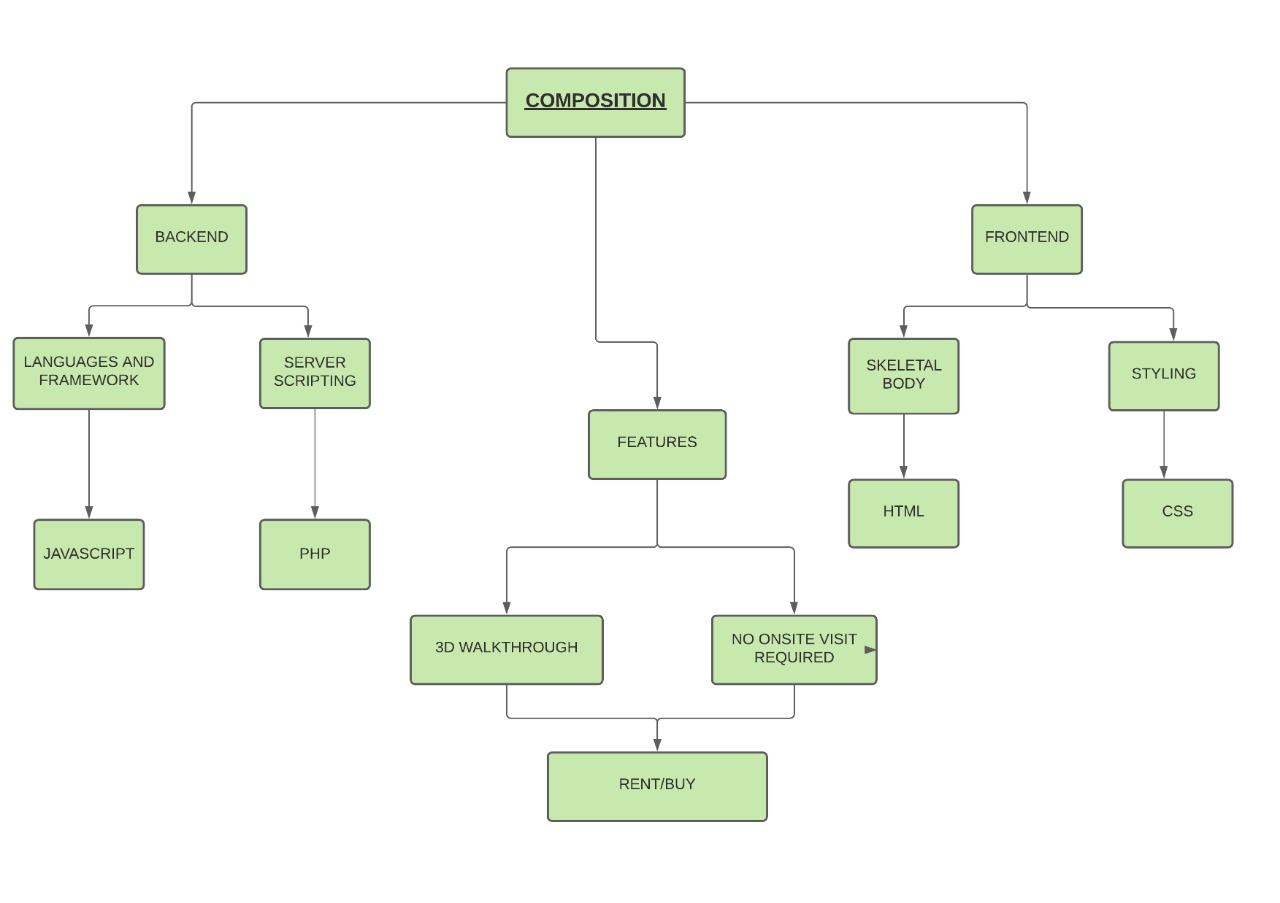 COMPOSITION
BACKEND
FRONTEND
LANGUAGES AND
FRAMEWORK
SERVER
SCRIPTING
SKELETAL
BODY
STYLING
FEATURES
HTML
CSS
JAVASCRIPT
PHP
3D WALKTHROUGH
NO ONSITE VISIT
REQUIRED
RENT/BUY